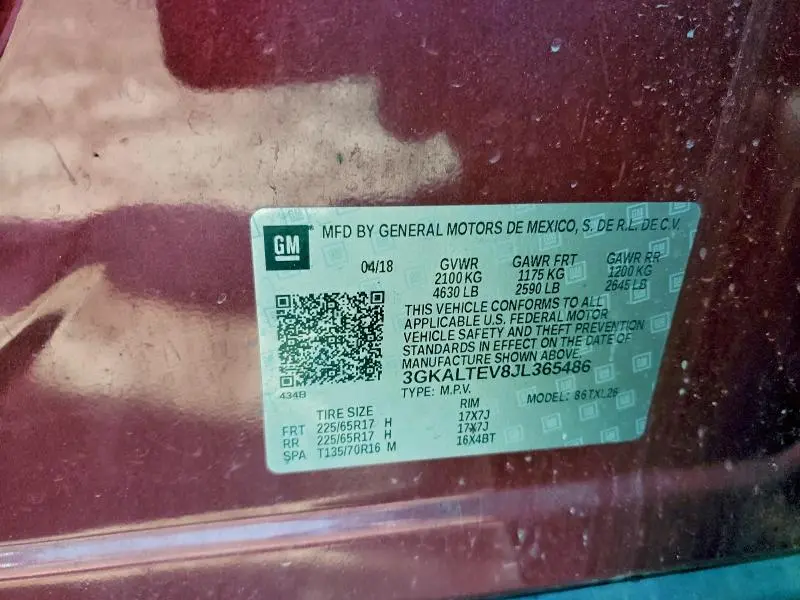 GM
MFD BY GENERAL MOTORS DE MEXICO, S. DE R.L. DE C.V.
04/18 GVWR GAWR FRT GAWR RR
2100 KG 1175 KG 1200 KG
4630 LB 2590 LB 2645 LB
THIS VEHICLE CONFORMS TO ALL
APPLICABLE U.S. FEDERAL MOTOR
VEHICLE SAFETY AND THEFT PREVENTION
STANDARDS IN EFFECT ON THE DATE OF
MANUFACTURE SHOWN ABOVE.
3GKALTEV8JL365486
434B
TYPE: M.P.V. MODEL: 86TXL26
TIRE SIZE RIM
FRT 225/65R17 H 17X7J
RR 225/65R17 H 17X7J
SPA T135/70R16 M 16X4BT